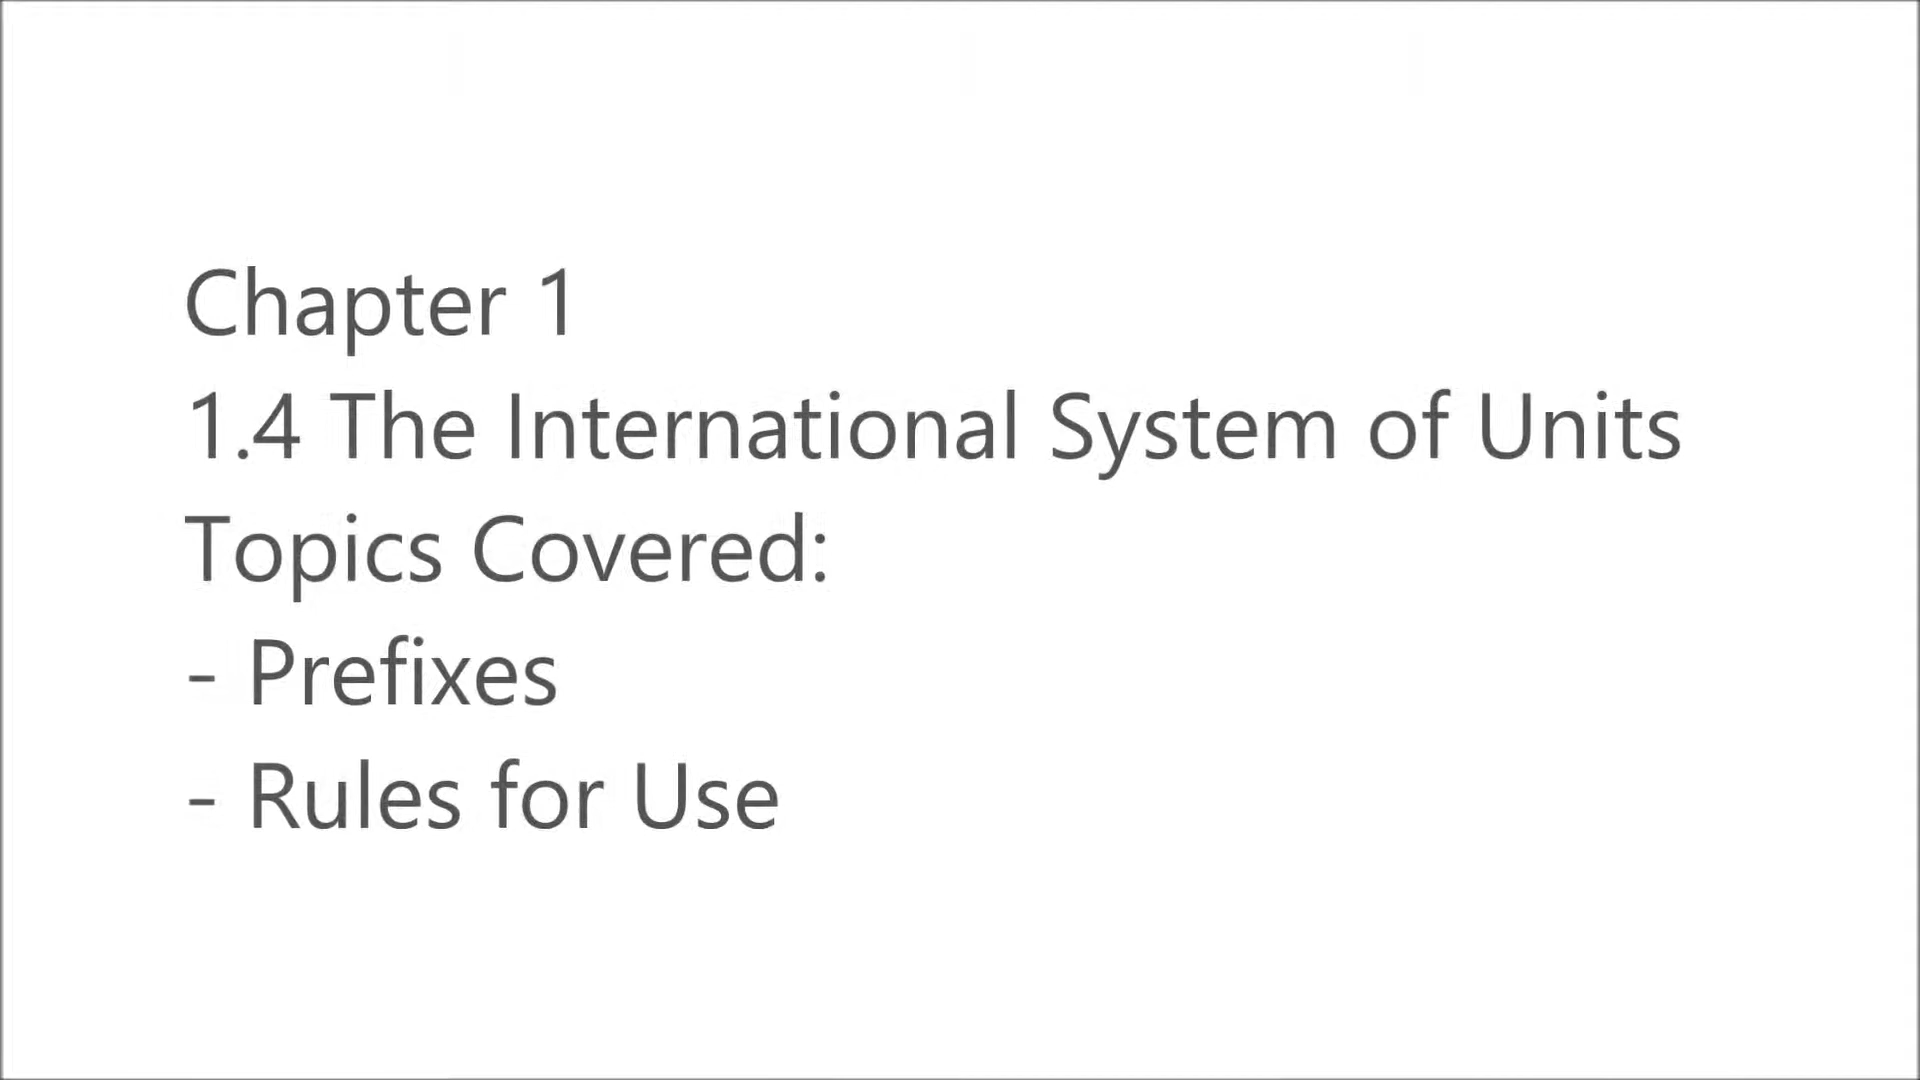 Chapter 1
1.4 The International System of Units
Topics Covered:
- Prefixes
- Rules for Use